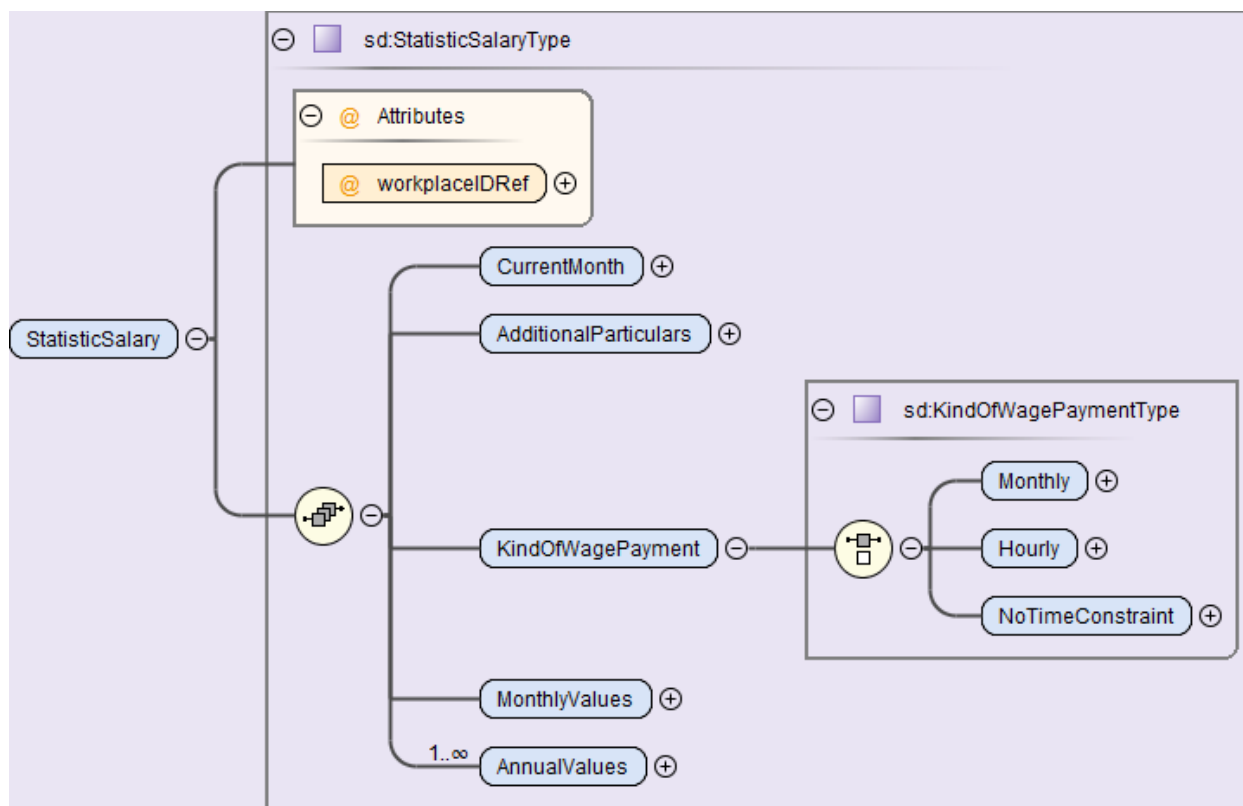 sd:StatisticSalaryType
@ Attributes
@ workplaceIDRef
CurrentMonth
StatisticSalary
AdditionalParticulars
sd:KindOfWagePaymentType
Monthly
KindOfWagePayment
Hourly
NoTimeConstraint
MonthlyValues
1..∞
AnnualValues